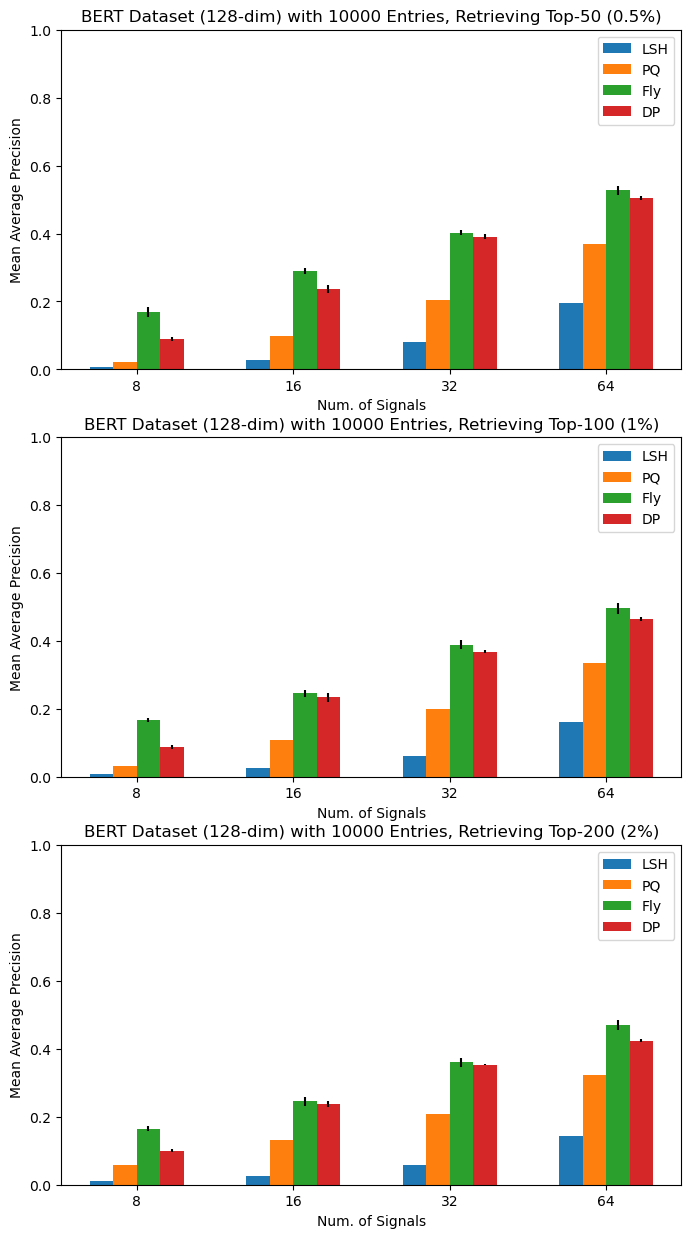 BERT Dataset (128-dim) with 10000 Entries, Retrieving Top-50 (0.5%)
1.0
0.8
0.6
0.4
0.2
0.0
Mean Average Precision
LSH
PQ
Fly
DP
8 16 32 64
Num. of Signals
BERT Dataset (128-dim) with 10000 Entries, Retrieving Top-100 (1%)
1.0
0.8
0.6
0.4
0.2
0.0
Mean Average Precision
LSH
PQ
Fly
DP
8 16 32 64
Num. of Signals
BERT Dataset (128-dim) with 10000 Entries, Retrieving Top-200 (2%)
1.0
0.8
0.6
0.4
0.2
0.0
Mean Average Precision
LSH
PQ
Fly
DP
8 16 32 64
Num. of Signals